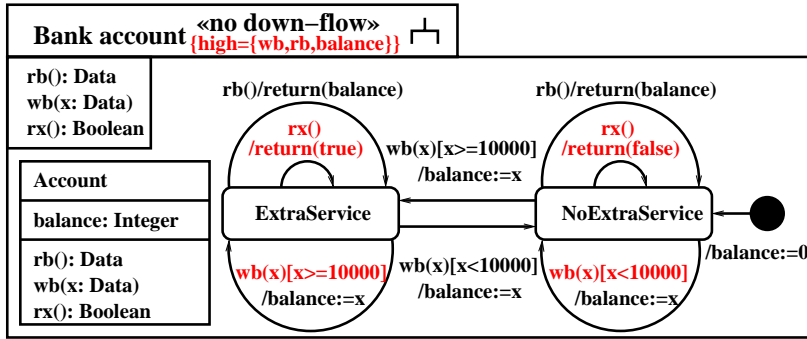 Bank account «no down–flow»
{high={wb,rb,balance}}
rb(): Data
wb(x: Data)
rx(): Boolean
Account
balance: Integer
rb(): Data
wb(x: Data)
rx(): Boolean
rb()/return(balance)
rx()
/return(true)
ExtraService
wb(x)[x>=10000]
/balance:=x
wb(x)[x>=10000]
/balance:=x
wb(x)[x<10000]
/balance:=x
rb()/return(balance)
rx()
/return(false)
NoExtraService
wb(x)[x<10000]
/balance:=x
/balance:=0